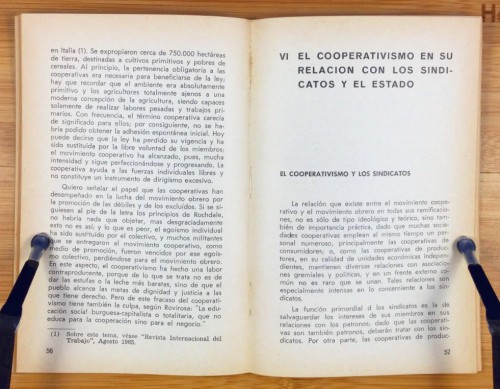 en Italia (1). Se expropiaron cerca de 750.000 hectáreas
de tierra, destinadas a cultivos primitivos y pobres de
cereales. Al principio, la pertenencia obligatoria a las
cooperativas era necesaria para beneficiarse de la ley;
hay que recordar que el ambiente era absolutamente
primitivo y los agricultores totalmente ajenos a una
moderna concepción de la agricultura, siendo capaces
solamente de realizar labores pesadas y trabajos pri-
marios. Con frecuencia, el término cooperativa carecía
de significado para ellos; por consiguiente, no se ha-
bría podido obtener la adhesión espontánea inicial. Hoy
puede decirse que la ley ha perdido su vigencia y ha
sido sustituida por la libre voluntad de los miembros;
el movimiento cooperativo ha alcanzado, pues, mucha
intensidad y sigue perfeccionándose y progresando. La
cooperativa ayuda a las fuerzas individuales libres y
no constituye un instrumento de dirigismo excesivo.
Quiero señalar el papel que las cooperativas han
desempeñado en la lucha del movimiento obrero por
la promoción de las débiles y de los excluidos. Si se si-
guiesen al pie de la letra los principios de Rochdale,
no habría nada que objetar, mas desgraciadamente
esto no es así; y lo que es peor, el egoísmo individual
ha sido sustituido por el colectivo, y muchos militantes
que se entregaron al movimiento cooperativo, como
medio de promoción, fueron vencidos por ese egoís-
mo colectivo, perdiéndose para el movimiento obrero.
En este aspecto, el cooperativismo ha hecho una labor
contraproducente, porque de lo que se trata no es de
dar las estufas o la leche más baratas, sino de que el
pueblo alcance las metas de dignidad y justicia a las
que tiene derecho. Pero de este fracaso del cooperati-
vismo tiene también la culpa, según Rovirosa: "La edu-
cación social burguesa-capitalista o totalitaria, que no
educa para la cooperación sino para el negocio."
(1) Sobre este tema, véase "Revista Internacional del
Trabajo", Agosto 1965.
56
VI EL COOPERATIVISMO EN SU
RELACION CON LOS SINDI-
CATOS Y EL ESTADO
EL COOPERATIVISMO Y LOS SINDICATOS
La relación que existe entre el movimiento coope-
rativo y el movimiento obrero en todas sus ramificacio-
nes, no es sólo de tipo ideológico y teórico, sino tam-
bién de importancia práctica, dado que muchas so-
dades cooperativas emplean el mismo tiempo un per-
sonal numeroso, principalmente las cooperativas de
consumidores, o, como las cooperativas de produc-
tores, en su calidad de unidades económicas indepen-
dientes, mantienen diversas relaciones con asociacio-
nes gremiales y políticas, y en un frente externo co-
mún no es raro que se unan. Tales relaciones son
especialmente intensas en lo concerniente a los sin-
dicatos.
La función primordial de los sindicatos es la de
salvaguardar los intereses de sus miembros en sus
relaciones con los patronos; dado que las cooperati-
vas son también patronos, deberán tratar con los sin-
dicatos. Por otra parte, las cooperativas de produc-